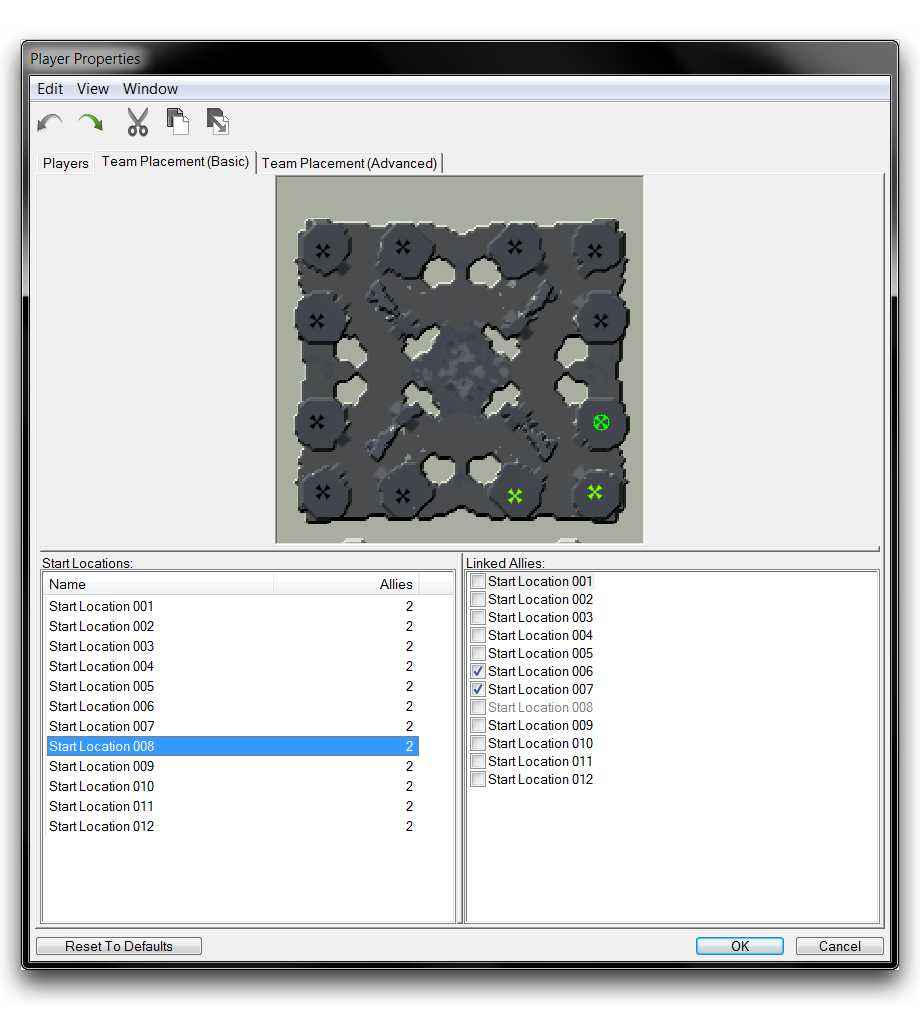 Player Properties
Edit View Window
Players Team Placement (Basic) Team Placement (Advanced)
Start Locations:
Name Allies
Start Location 001 2
Start Location 002 2
Start Location 003 2
Start Location 004 2
Start Location 005 2
Start Location 006 2
Start Location 007 2
Start Location 008 2
Start Location 009 2
Start Location 010 2
Start Location 011 2
Start Location 012 2
Linked Allies:
Start Location 001
Start Location 002
Start Location 003
Start Location 004
Start Location 005
Start Location 006
Start Location 007
Start Location 008
Start Location 009
Start Location 010
Start Location 011
Start Location 012
Reset To Defaults OK Cancel